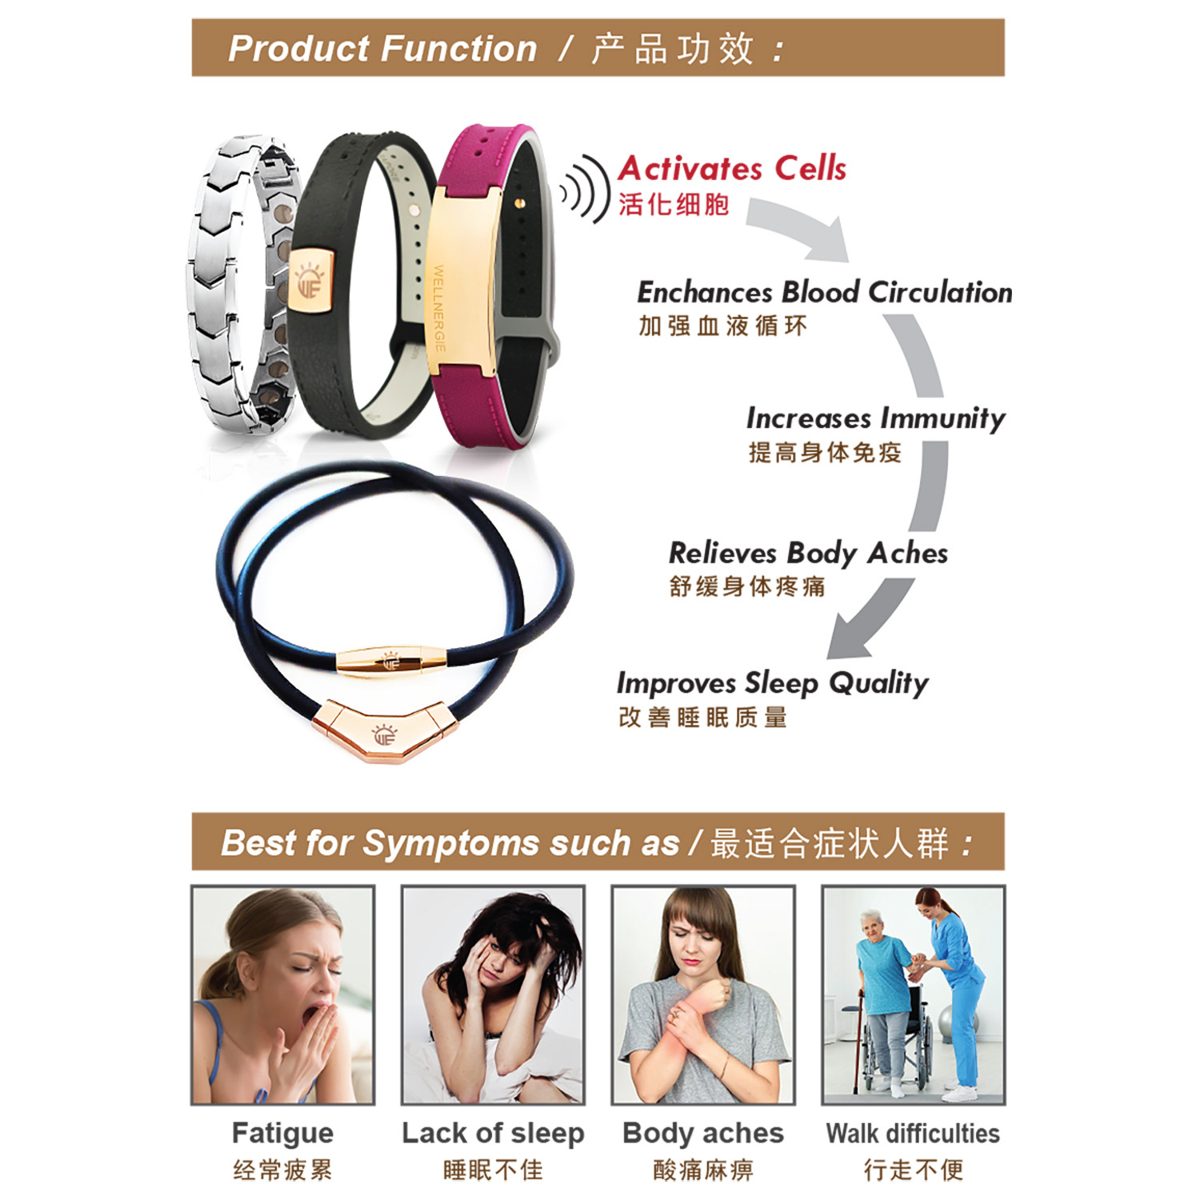 Product Function / 产品功效 :
Activates Cells
活化细胞
Enchances Blood Circulation
加强血液循环
Increases Immunity
提高身体免疫
Relieves Body Aches
舒缓身体疼痛
Improves Sleep Quality
改善睡眠质量
WELLNERGIE
Best for Symptoms such as / 最适合症状人群 :
Fatigue
经常疲累
Lack of sleep
睡眠不佳
Body aches
酸痛麻痹
Walk difficulties
行走不便